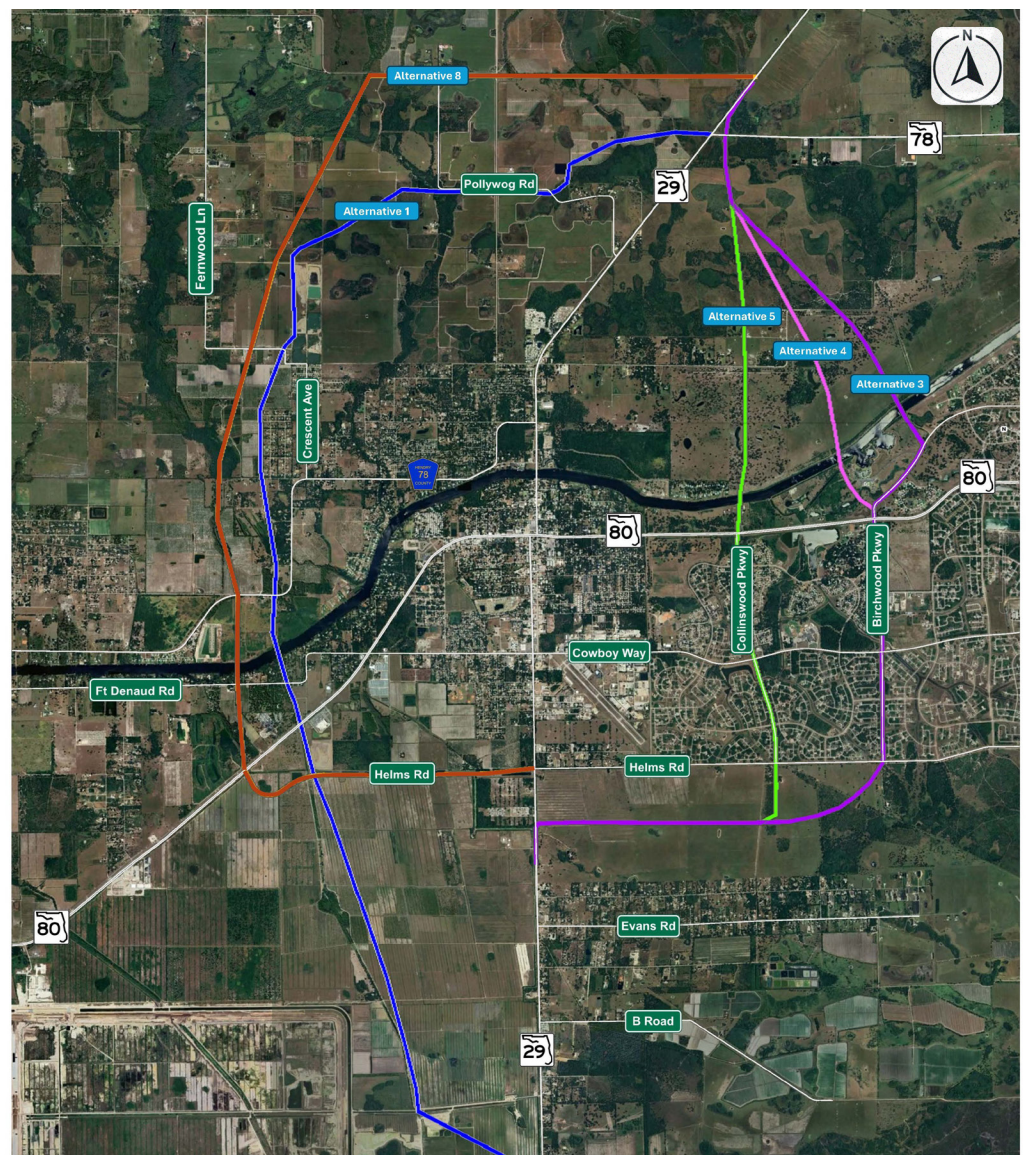 N
Alternative 8
78
Pollywog Rd
29
Alternative 1
Fernwood Ln
Alternative 5
Alternative 4
Alternative 3
Crescent Ave
HENDRY
78
COUNTY
80
80
Collinswood Pkwy
Birchwood Pkwy
Cowboy Way
Ft Denaud Rd
Helms Rd
Helms Rd
80
Evans Rd
B Road
29